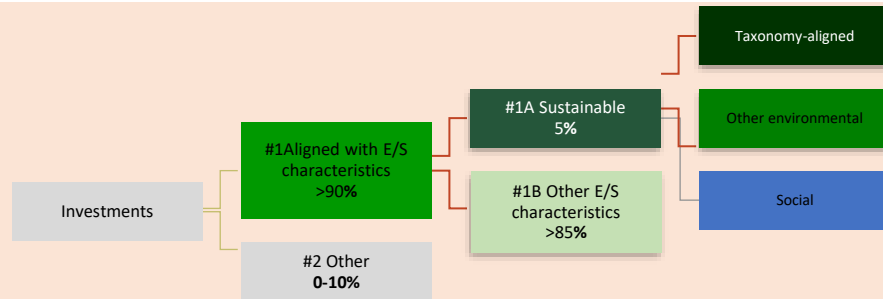 Taxonomy-aligned
#1A Sustainable
5%
Other environmental
#1Aligned with E/S
characteristics
>90%
#1B Other E/S
characteristics
>85%
Social
Investments
#2 Other
0-10%